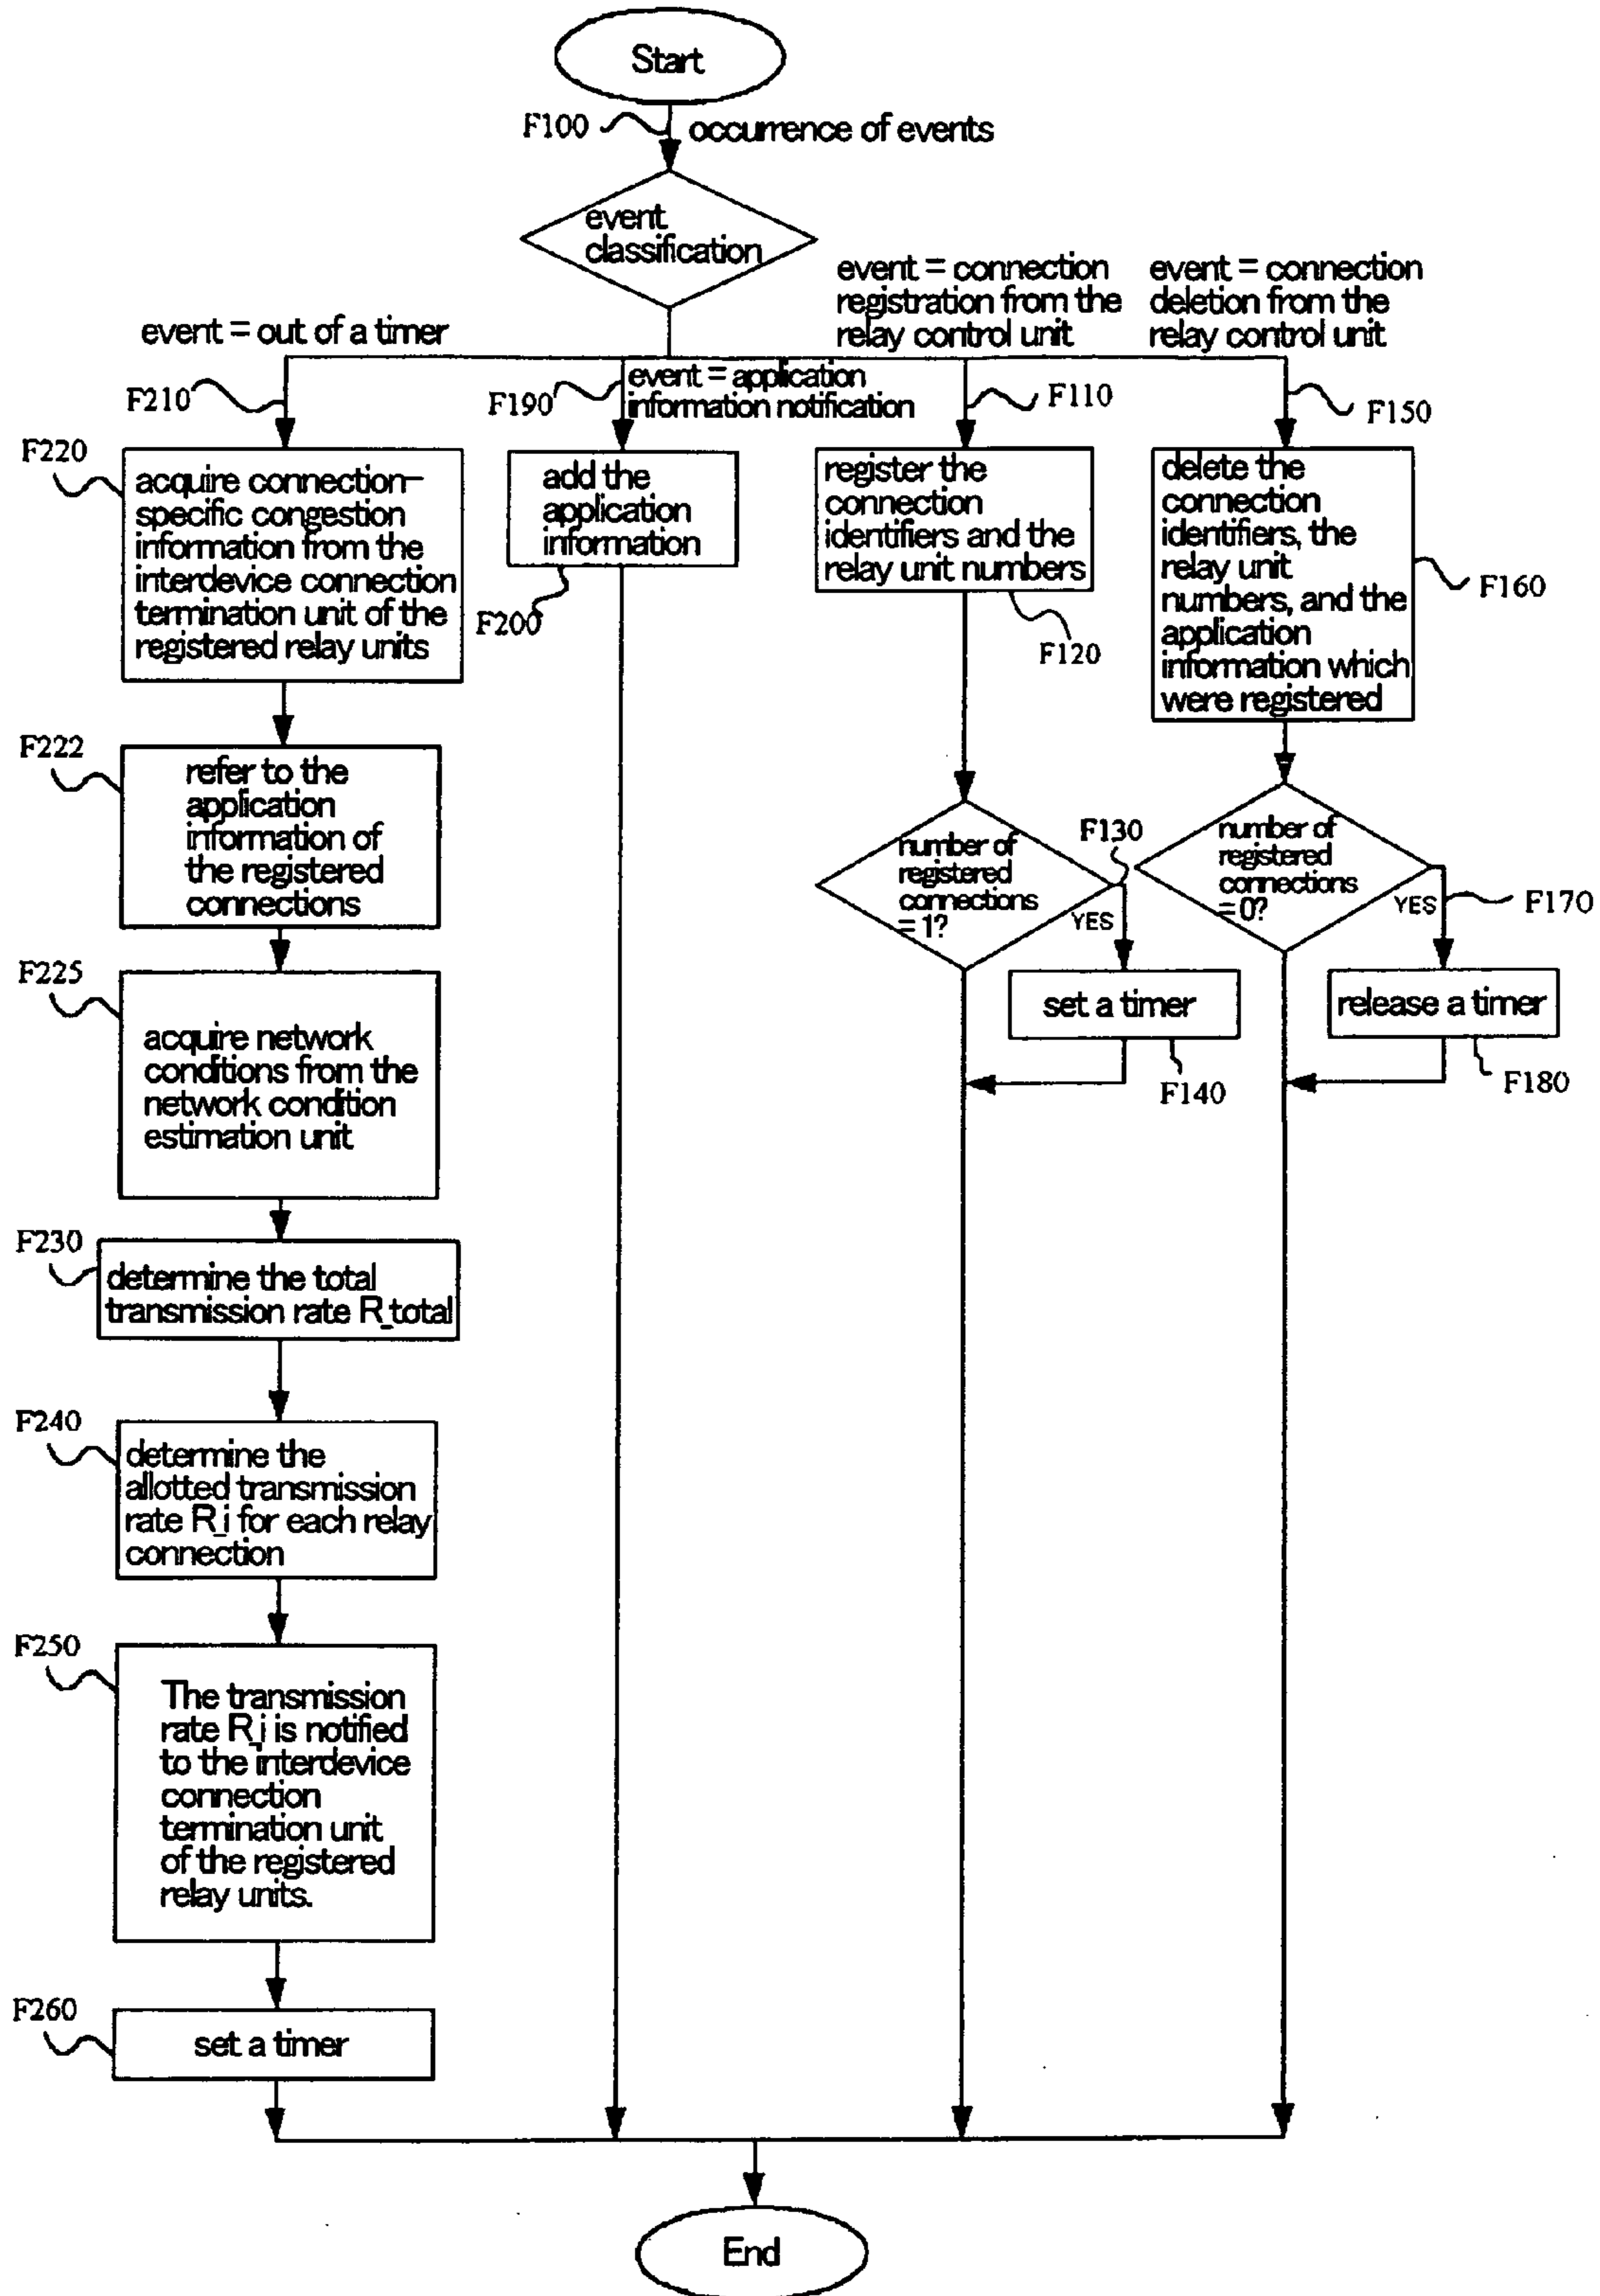 Start
F100
occurrence of events
event
classification
event = out of a timer
event = connection
registration from the
relay control unit
event = connection
deletion from the
relay control unit
F210
F190
event = application
information notification
F110
F150
F220
acquire connection-
specific congestion
information from the
interdevice connection
termination unit of the
registered relay units
add the
application
information
F200
register the
connection
identifiers and the
relay unit numbers
F120
delete the
connection
identifiers, the
relay unit
numbers, and the
application
information which
were registered
F160
F222
refer to the
application
information of
the registered
connections
number of
registered
connections
= 1?
F130
YES
set a timer
F140
number of
registered
connections
= 0?
YES
F170
release a timer
F180
F225
acquire network
conditions from the
network condition
estimation unit
F230
determine the total
transmission rate R_total
F240
determine the
allotted transmission
rate R_i for each relay
connection
F250
The transmission
rate R_i is notified
to the interdevice
connection
termination unit
of the registered
relay units.
F260
set a timer
End